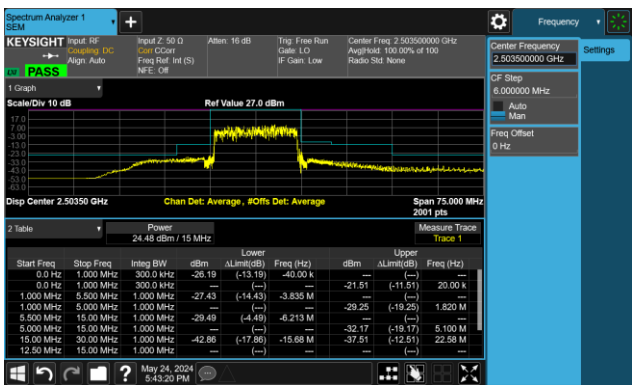 Spectrum Analyzer 1
SEM
Frequency
KEYSIGHT Input: RF
Coupling: DC
Align: Auto
Input Z: 50 Ω
Corr CCorr
Freq Ref: Int (S)
NFE: Off
Atten: 16 dB
Trig: Free Run
Gate: LO
IF Gain: Low
Center Freq: 2.503500000 GHz
Avg|Hold: 100.00% of 100
Radio Std: None
PASS
Center Frequency
2.503500000 GHz
Settings
CF Step
6.000000 MHz
Auto
Man
Freq Offset
0 Hz
1 Graph
Scale/Div 10 dB
Ref Value 27.0 dBm
17.0
7.00
-3.00
-13.0
-23.0
-33.0
-43.0
-53.0
-63.0
Disp Center 2.50350 GHz
Chan Det: Average, #Offs Det: Average
Span 75.000 MHz
2001 pts
2 Table
Power
24.48 dBm / 15 MHz
Measure Trace
Trace 1
Lower Upper
Start Freq Stop Freq Integ BW dBm ΔLimit(dB) Freq (Hz) dBm ΔLimit(dB) Freq (Hz)
0.0 Hz 1.000 MHz 300.0 kHz -26.19 (-13.19) -40.00 k --- (---) ---
0.0 Hz 1.000 MHz 300.0 kHz --- (---) --- -21.51 (-11.51) 20.00 k
1.000 MHz 5.500 MHz 1.000 MHz -27.43 (-14.43) -3.835 M --- (---) ---
1.000 MHz 5.000 MHz 1.000 MHz --- (---) --- -29.25 (-19.25) 1.820 M
5.500 MHz 15.00 MHz 1.000 MHz -29.49 (-4.49) -6.213 M --- (---) ---
5.000 MHz 15.00 MHz 1.000 MHz --- (---) --- -32.17 (-19.17) 5.100 M
15.00 MHz 30.00 MHz 1.000 MHz -42.86 (-17.86) -15.68 M -37.51 (-12.51) 22.58 M
12.50 MHz 15.00 MHz 1.000 MHz --- (---) --- --- (---) ---
May 24, 2024
5:43:20 PM